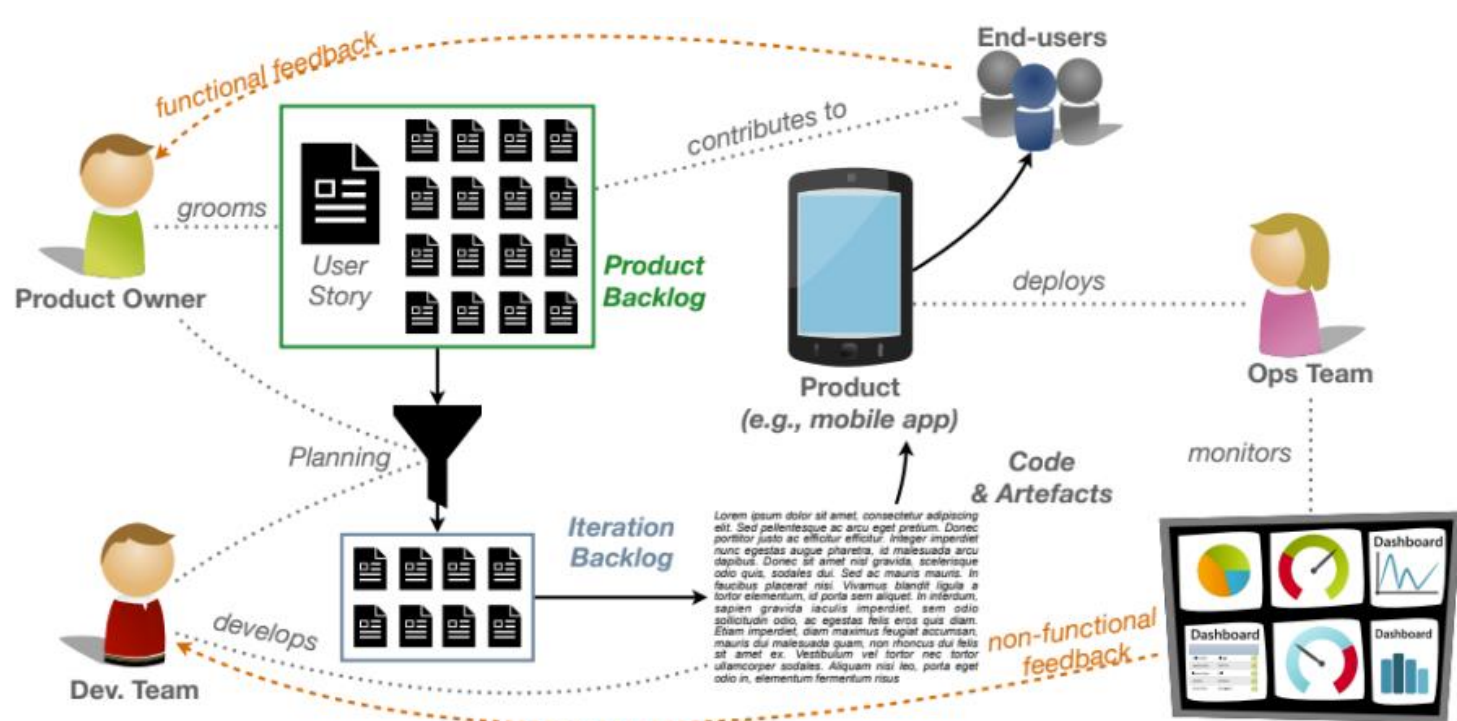 End-users
functional feedback
contributes to
grooms
User
Story
Product
Backlog
Product Owner
deploys
Ops Team
Product
(e.g., mobile app)
Planning
monitors
Code
& Artefacts
Iteration
Backlog
Lorem ipsum dolor sit amet, consectetur adipiscing
elit. Sed pellentesque ac arcu eget pretium. Donec
porttitor justo ac efficitur efficitur. Integer imperdiet
nunc egestas augue pharetra, id malesuada arcu
dapibus. Donec sit amet nisl gravida, scelerisque
odio quis, sodales dui. Sed ac mauris mauris. In
faucibus placerat nisi. Vivamus blandit ligula a
tortor elementum, id porta sem aliquet. In interdum,
sapien gravida iaculis imperdiet, sem odio
sollicitudin odio, ac egestas felis eros quis diam.
Etiam imperdiet, diam maximus feugiat accumsan,
mauris dui malesuada quam, non rhoncus dui felis
sit amet ex. Vestibulum vel tortor nec tortor
ullamcorper sodales. Aliquam nisi leo, porta eget
odio in, elementum fermentum risus
develops
Dev. Team
non-functional
feedback
Dashboard
Dashboard
Dashboard